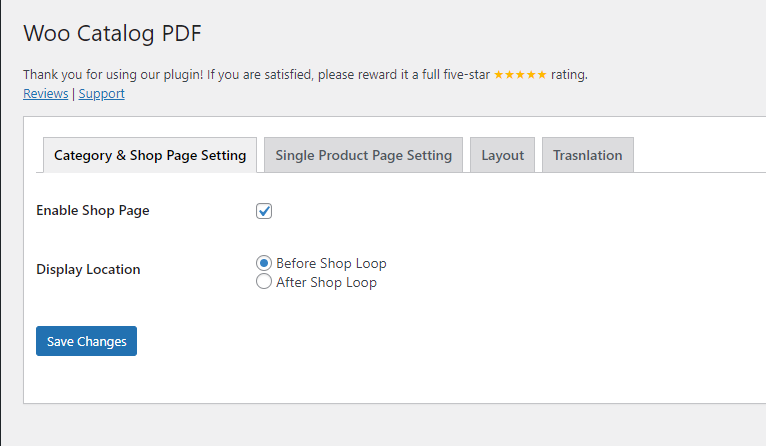 Woo Catalog PDF
Thank you for using our plugin! If you are satisfied, please reward it a full five-star ★★★★★ rating.
Reviews | Support
Category & Shop Page Setting Single Product Page Setting Layout Trasnlation
Enable Shop Page
Display Location Before Shop Loop
After Shop Loop
Save Changes